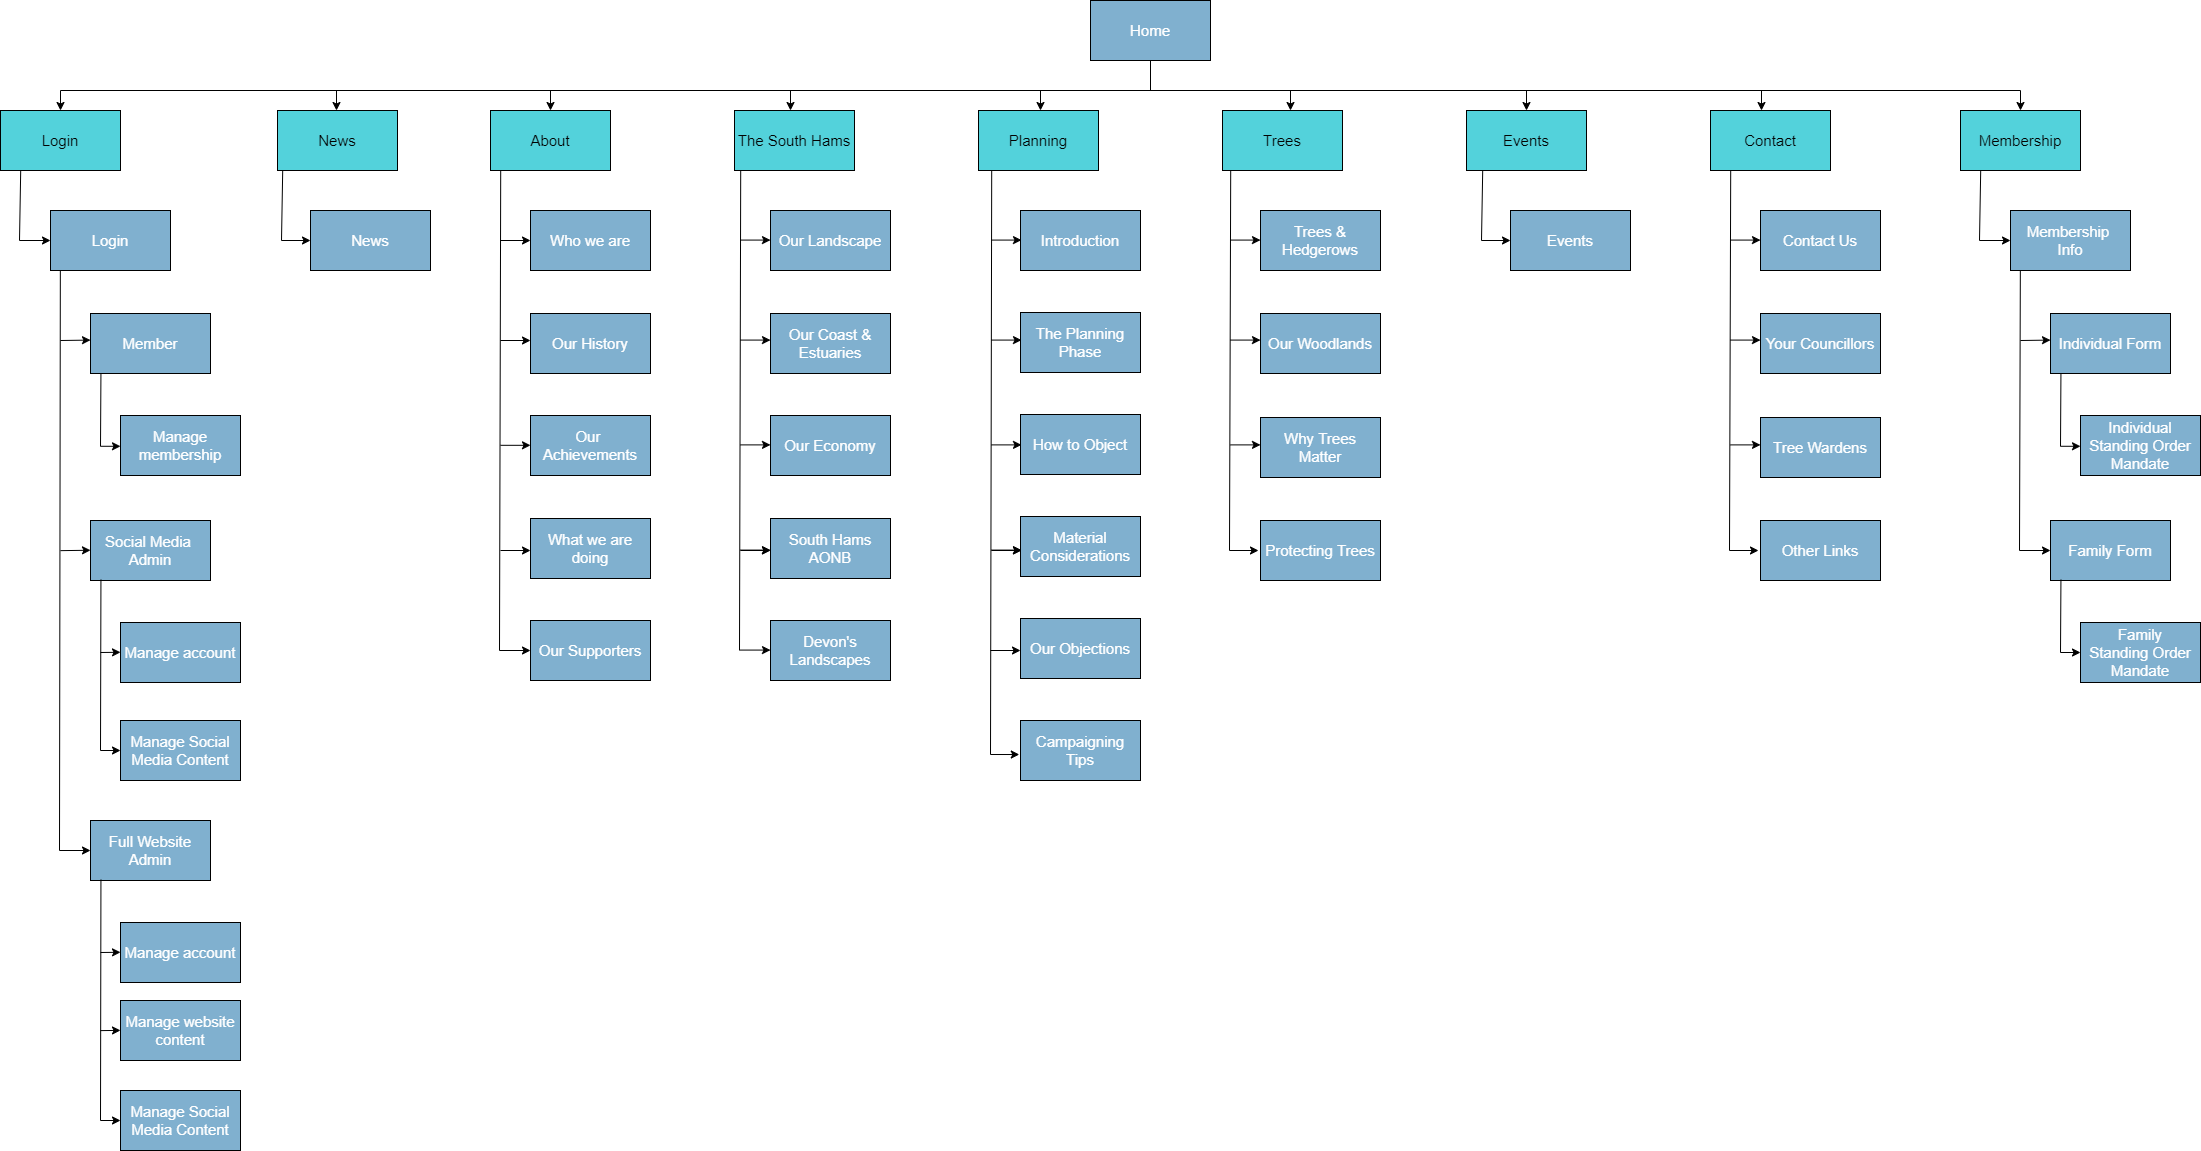 Home
Login
News
About
The South Hams
Planning
Trees
Events
Contact
Membership
Login
Member
Manage
membership
Social Media
Admin
Manage account
Manage Social
Media Content
Full Website
Admin
Manage account
Manage website
content
Manage Social
Media Content
News
Who we are
Our History
Our
Achievements
What we are
doing
Our Supporters
Our Landscape
Our Coast &
Estuaries
Our Economy
South Hams
AONB
Devon's
Landscapes
Introduction
The Planning
Phase
How to Object
Material
Considerations
Our Objections
Campaigning
Tips
Trees &
Hedgerows
Our Woodlands
Why Trees
Matter
Protecting Trees
Events
Contact Us
Your Councillors
Tree Wardens
Other Links
Membership
Info
Individual Form
Individual
Standing Order
Mandate
Family Form
Family
Standing Order
Mandate